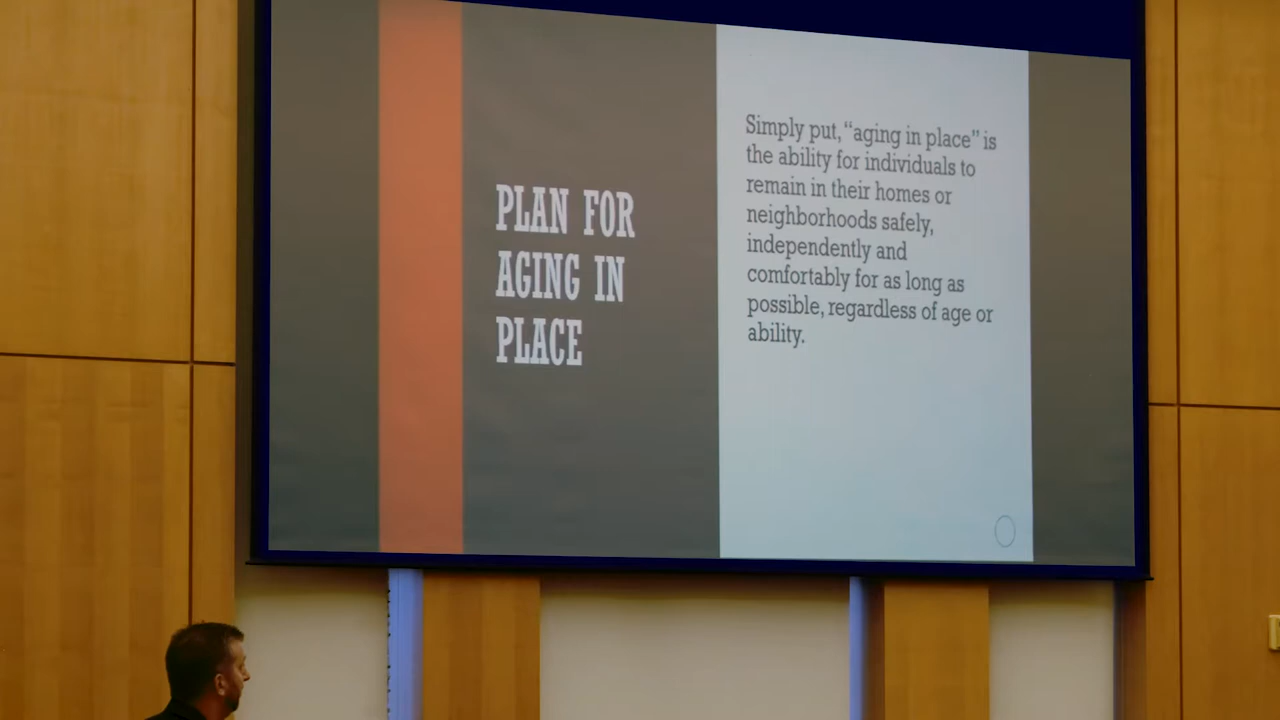 PLAN FOR
AGING IN
PLACE
Simply put, “aging in place” is
the ability for individuals to
remain in their homes or
neighborhoods safely,
independently and
comfortably for as long as
possible, regardless of age or
ability.